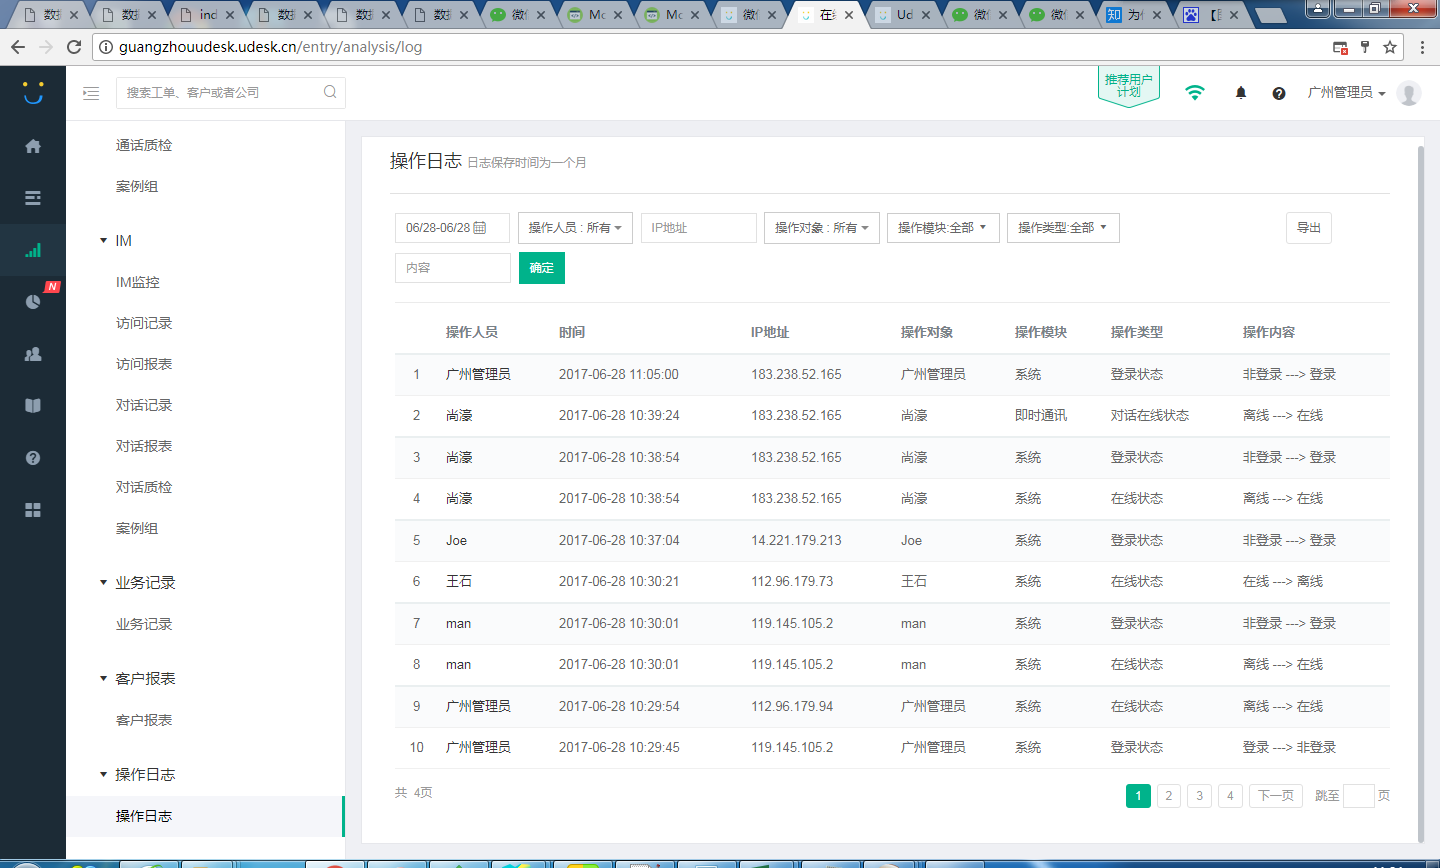 数据
数据
ind
数据
数据
数据
微信
Mo
Mo
微信
在线
Ud
微信
微信
为什
guangzhouudesk.udesk.cn/entry/analysis/log
搜索工单、客户或者公司
推荐用户
计划
广州管理员
通话质检
案例组
IM
IM监控
访问记录
访问报表
对话记录
对话报表
对话质检
案例组
业务记录
业务记录
客户报表
客户报表
操作日志
操作日志
N
操作日志 日志保存时间为一个月
06/28-06/28 操作人员 : 所有 IP地址 操作对象 : 所有 操作模块:全部 操作类型:全部 导出
内容 确定
操作人员 时间 IP地址 操作对象 操作模块 操作类型 操作内容
1 广州管理员 2017-06-28 11:05:00 183.238.52.165 广州管理员 系统 登录状态 非登录 ---> 登录
2 尚濠 2017-06-28 10:39:24 183.238.52.165 尚濠 即时通讯 对话在线状态 离线 ---> 在线
3 尚濠 2017-06-28 10:38:54 183.238.52.165 尚濠 系统 登录状态 非登录 ---> 登录
4 尚濠 2017-06-28 10:38:54 183.238.52.165 尚濠 系统 在线状态 离线 ---> 在线
5 Joe 2017-06-28 10:37:04 14.221.179.213 Joe 系统 登录状态 非登录 ---> 登录
6 王石 2017-06-28 10:30:21 112.96.179.73 王石 系统 在线状态 在线 ---> 离线
7 man 2017-06-28 10:30:01 119.145.105.2 man 系统 登录状态 非登录 ---> 登录
8 man 2017-06-28 10:30:01 119.145.105.2 man 系统 在线状态 离线 ---> 在线
9 广州管理员 2017-06-28 10:29:54 112.96.179.94 广州管理员 系统 在线状态 离线 ---> 在线
10 广州管理员 2017-06-28 10:29:45 119.145.105.2 广州管理员 系统 登录状态 登录 ---> 非登录
共 4页
1 2 3 4 下一页 跳至 页